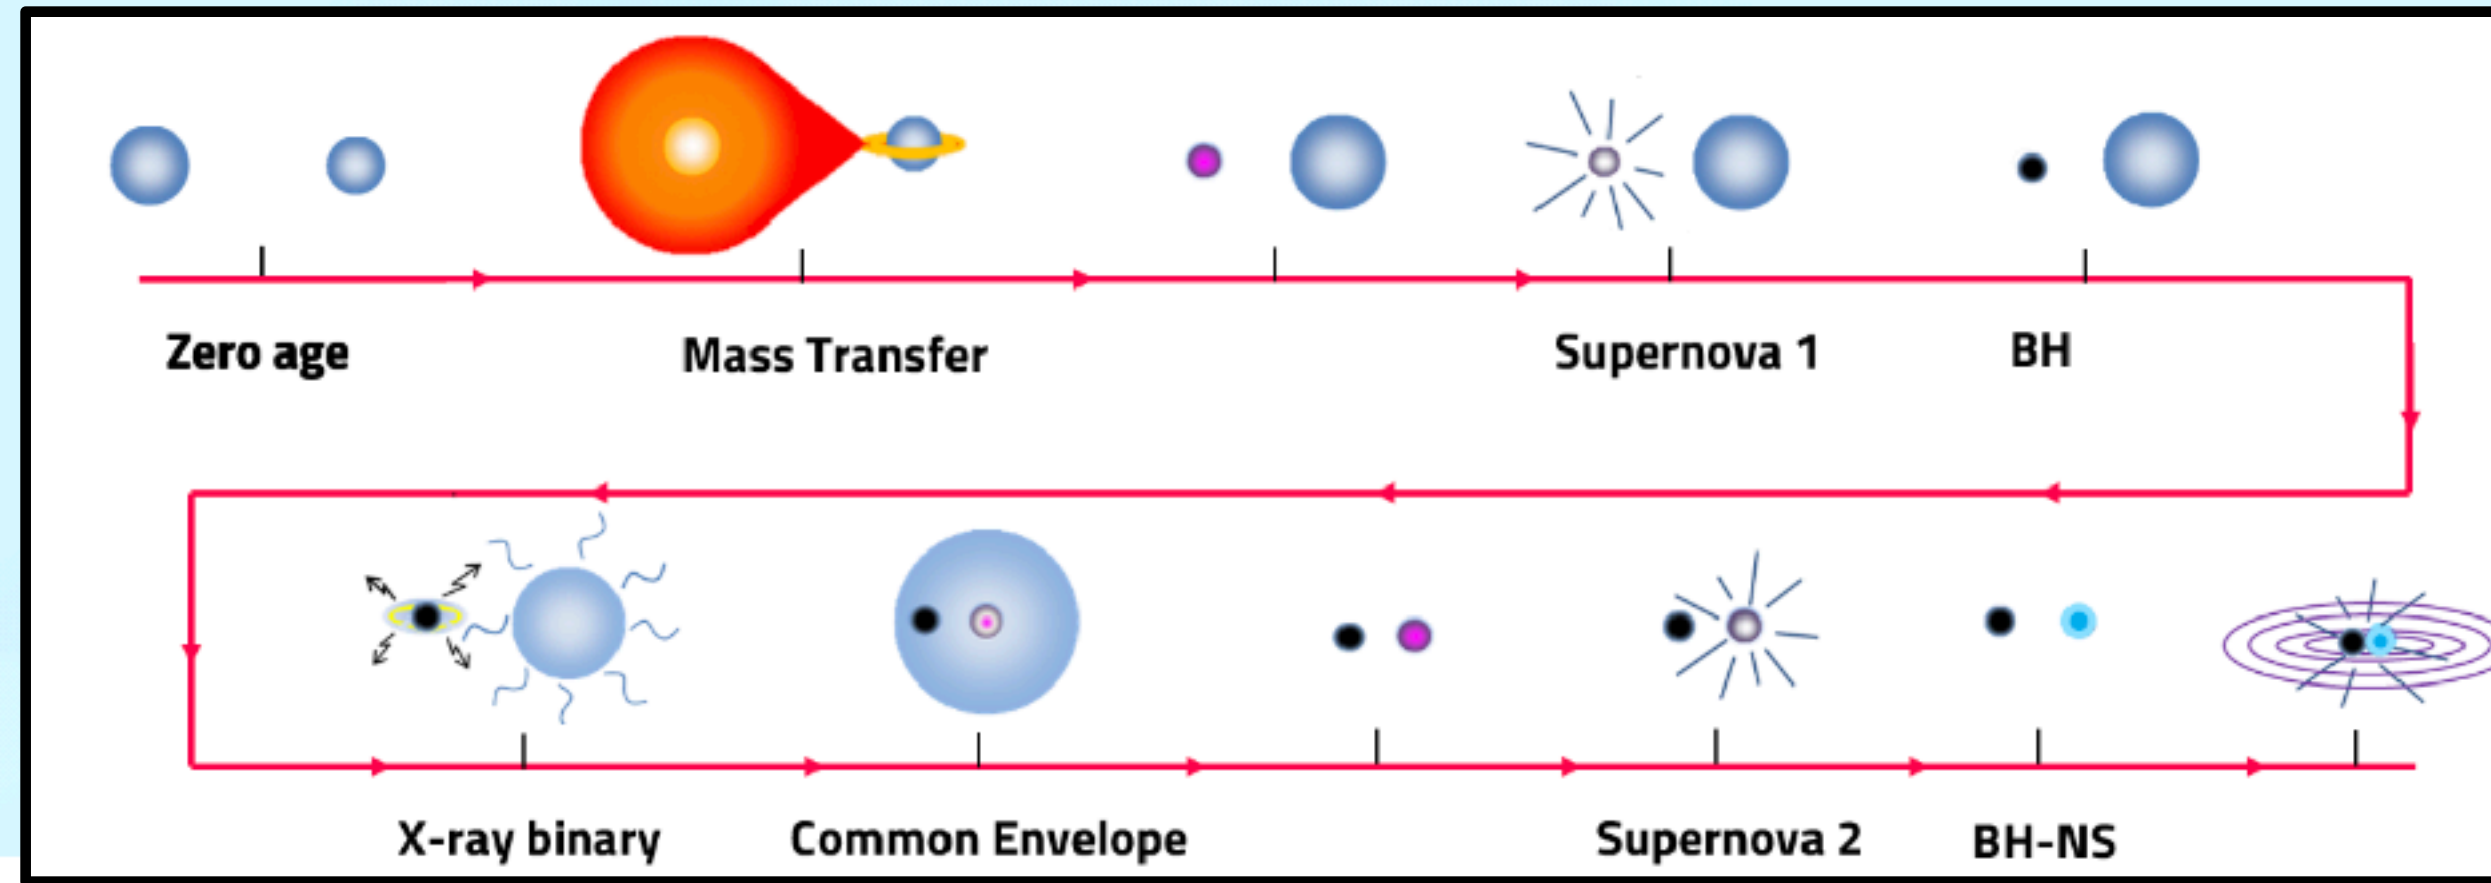 Zero age
Mass Transfer
Supernova 1
BH
X-ray binary
Common Envelope
Supernova 2
BH-NS